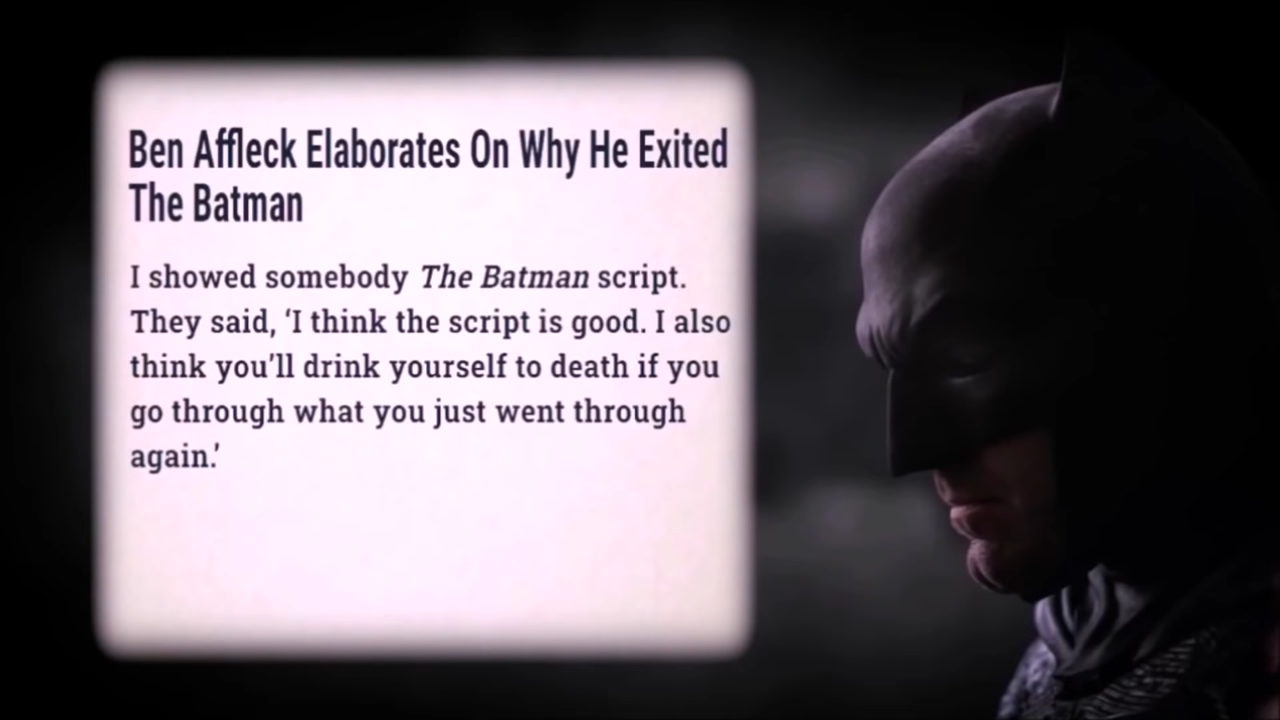 Ben Affleck Elaborates On Why He Exited
The Batman
I showed somebody The Batman script.
They said, ‘I think the script is good. I also
think you’ll drink yourself to death if you
go through what you just went through
again.’